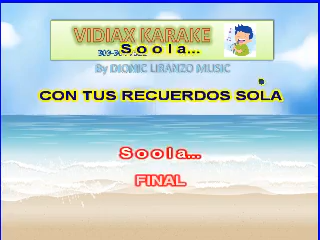 VIDIAX KARAKE
S o o l a...
By DIONIC LIRANZO MUSIC
CON TUS RECUERDOS SOLA
S o o l a...
FINAL